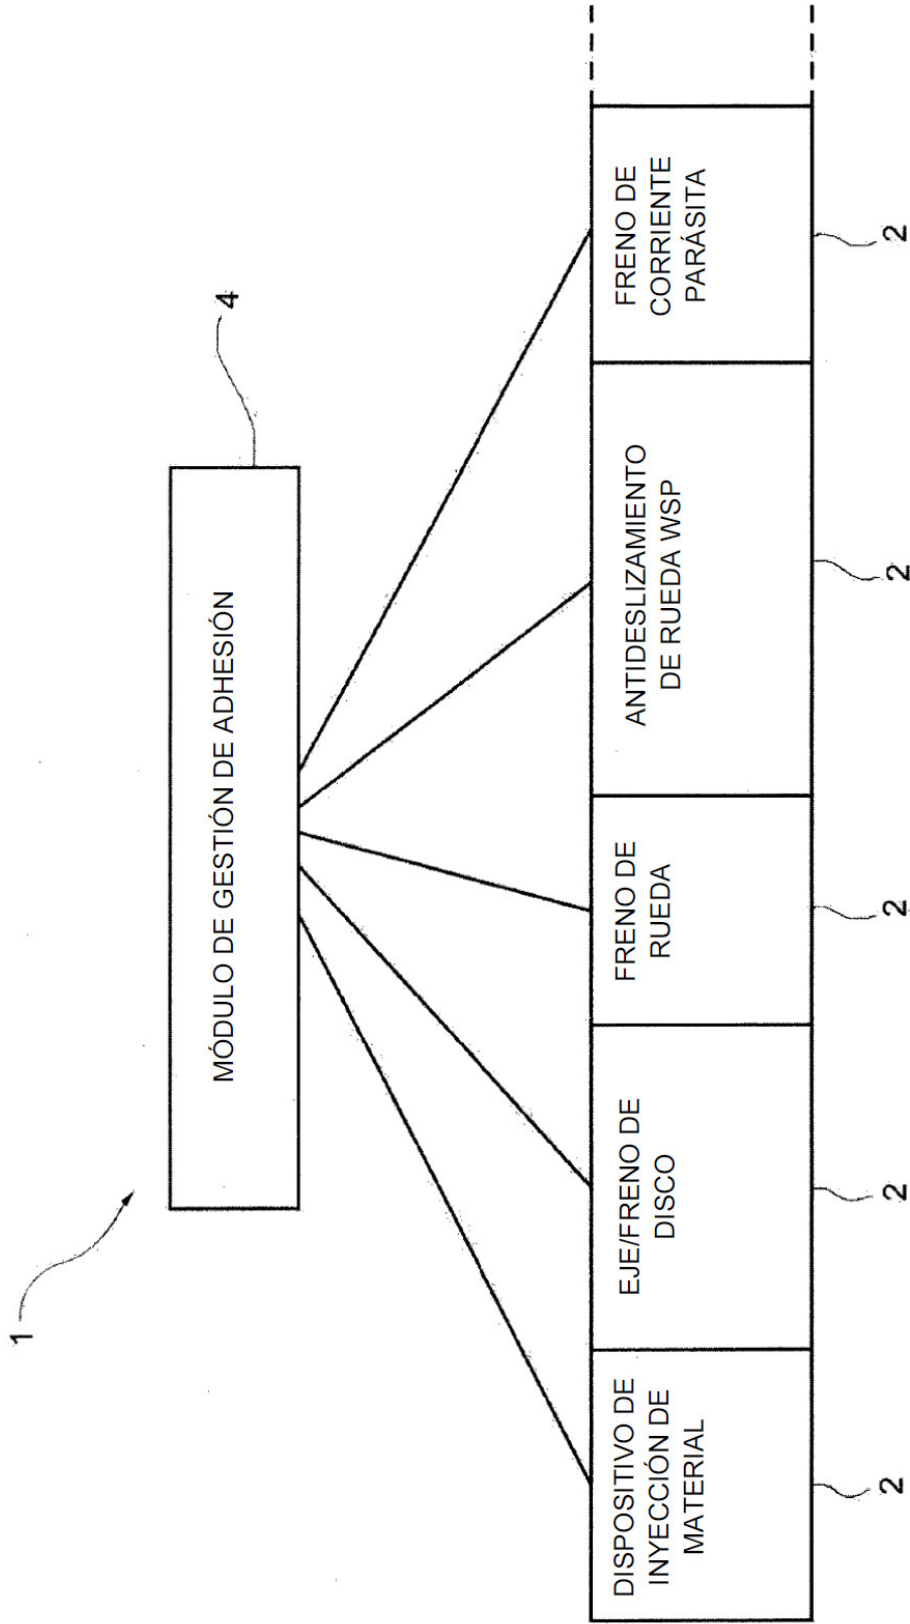 1
4
MÓDULO DE GESTIÓN DE ADHESIÓN
DISPOSITIVO DE
INYECCIÓN DE
MATERIAL
EJE/FRENO DE
DISCO
FRENO DE
RUEDA
ANTIDESLIZAMIENTO
DE RUEDA WSP
FRENO DE
CORRIENTE
PARÁSITA
2
2
2
2
2